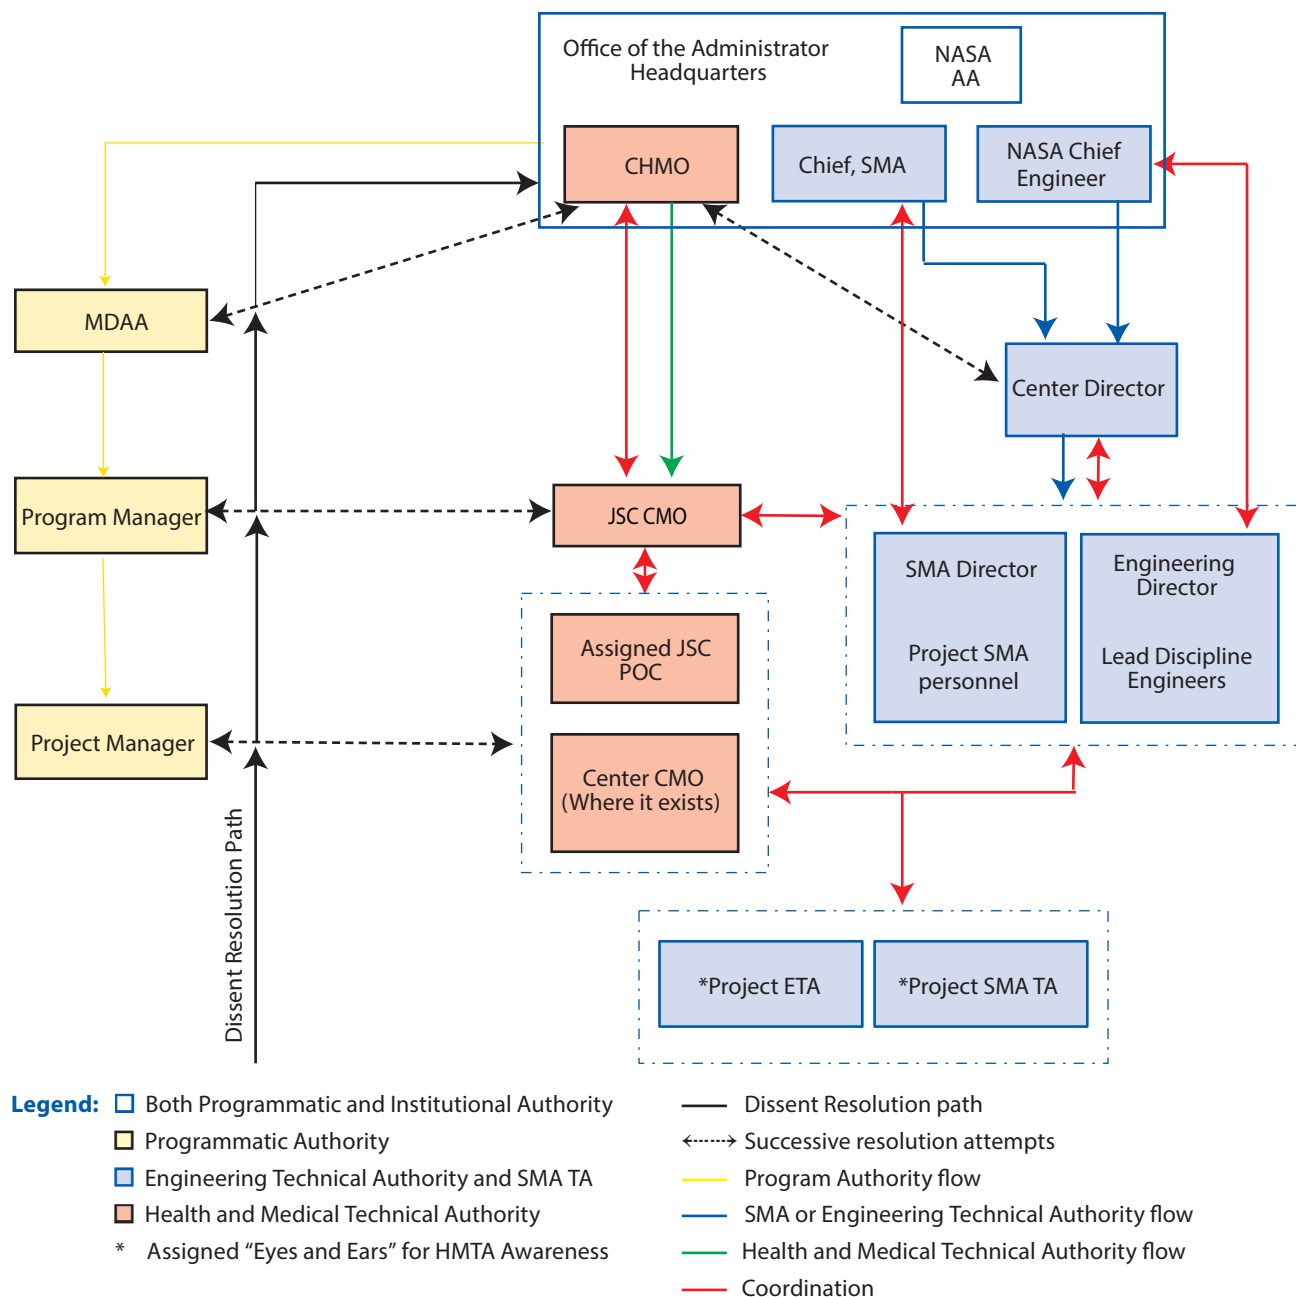 Office of the Administrator
Headquarters
NASA
AA
CHMO
Chief, SMA
NASA Chief
Engineer
MDAA
Center Director
Program Manager
JSC CMO
SMA Director
Project SMA
personnel
Engineering
Director
Lead Discipline
Engineers
Assigned JSC
POC
Project Manager
Center CMO
(Where it exists)
Dissent Resolution Path
*Project ETA
*Project SMA TA
Legend:
Both Programmatic and Institutional Authority
Programmatic Authority
Engineering Technical Authority and SMA TA
Health and Medical Technical Authority
* Assigned “Eyes and Ears” for HMTA Awareness
Dissent Resolution path
Successive resolution attempts
Program Authority flow
SMA or Engineering Technical Authority flow
Health and Medical Technical Authority flow
Coordination